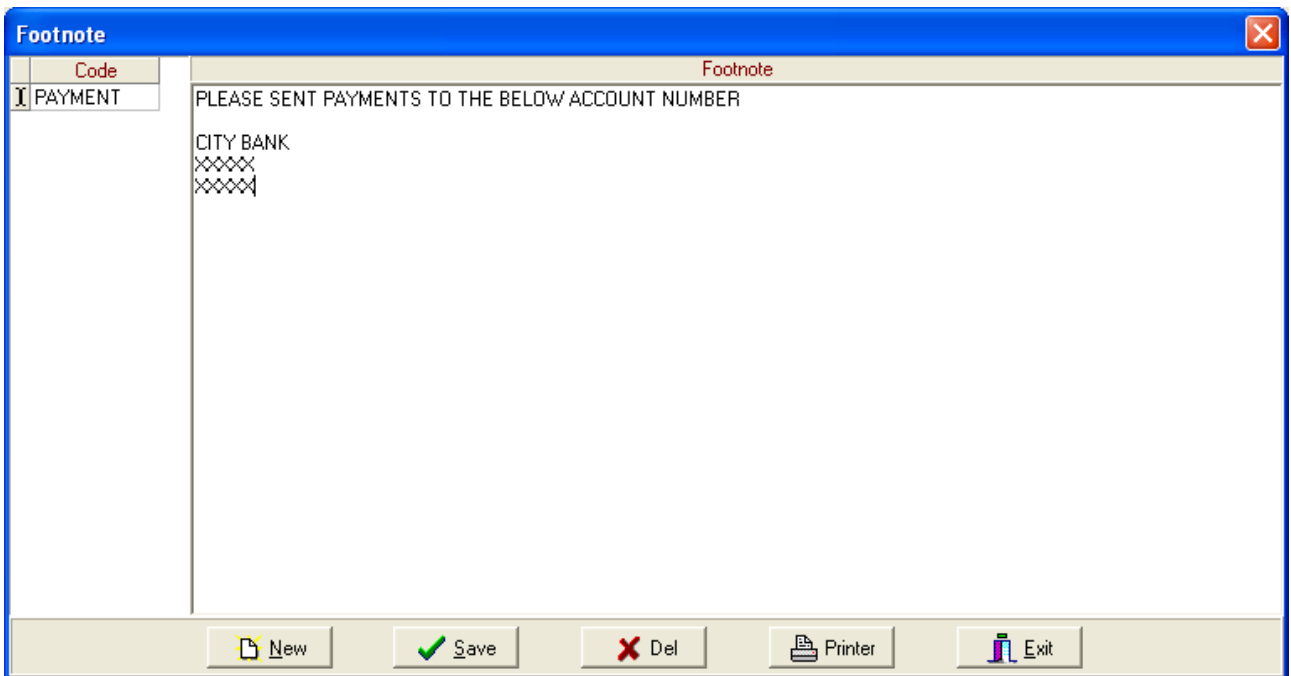 Footnote
Code
Footnote
PAYMENT
PLEASE SENT PAYMENTS TO THE BELOW ACCOUNT NUMBER
CITY BANK
XXXXX
XXXXX
New
Save
Del
Printer
Exit